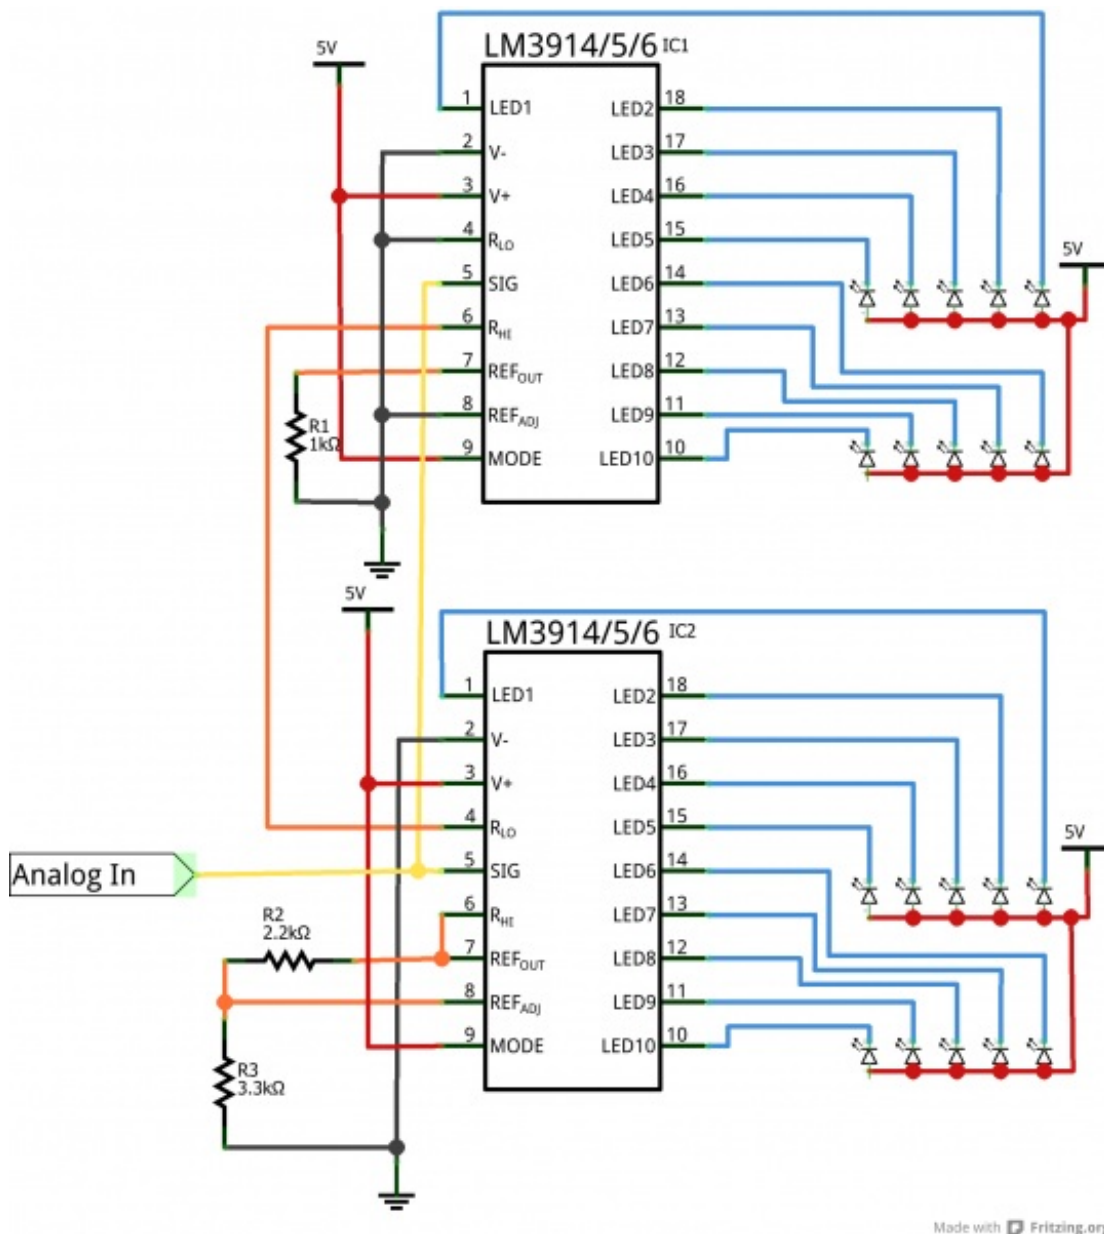 LM3914/5/6 IC1
5V
1 LED1
2 V-
3 V+
4 RLO
5 SIG
6 RHI
7 REFOUT
8 REFADJ
9 MODE
LED2 18
LED3 17
LED4 16
LED5 15
LED6 14
LED7 13
LED8 12
LED9 11
LED10 10
5V
R1
1kΩ
5V
LM3914/5/6 IC2
1 LED1
2 V-
3 V+
4 RLO
5 SIG
6 RHI
7 REFOUT
8 REFADJ
9 MODE
LED2 18
LED3 17
LED4 16
LED5 15
LED6 14
LED7 13
LED8 12
LED9 11
LED10 10
5V
Analog In
R2
2.2kΩ
R3
3.3kΩ
Made with Fritzing.org